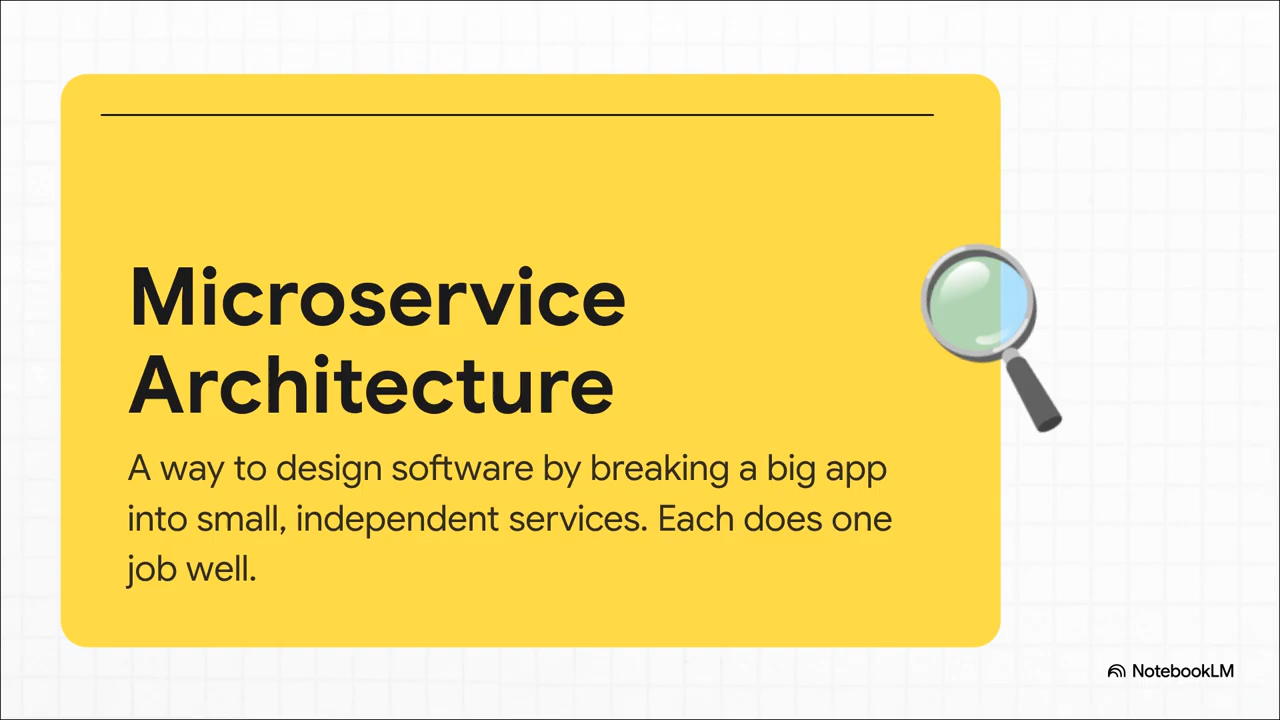 Microservice
Architecture
A way to design software by breaking a big app
into small, independent services. Each does one
job well.
NotebookLM